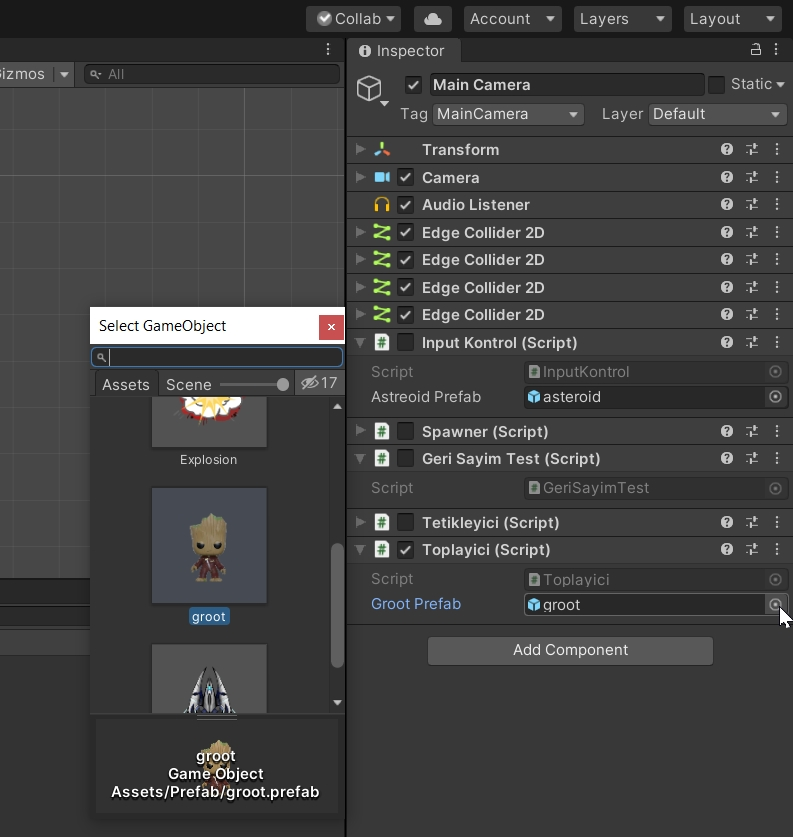 Collab
Account
Layers
Layout
Gizmos
All
Inspector
Main Camera
Static
Tag MainCamera
Layer Default
Transform
Camera
Audio Listener
Edge Collider 2D
Edge Collider 2D
Edge Collider 2D
Edge Collider 2D
Input Kontrol (Script)
Script InputKontrol
Astreoid Prefab asteroid
Spawner (Script)
Geri Sayim Test (Script)
Script GeriSayimTest
Tetikleyici (Script)
Toplayici (Script)
Script Toplayici
Groot Prefab groot
Add Component
Select GameObject
Assets Scene 17
Explosion
groot
groot
Game Object
Assets/Prefab/groot.prefab